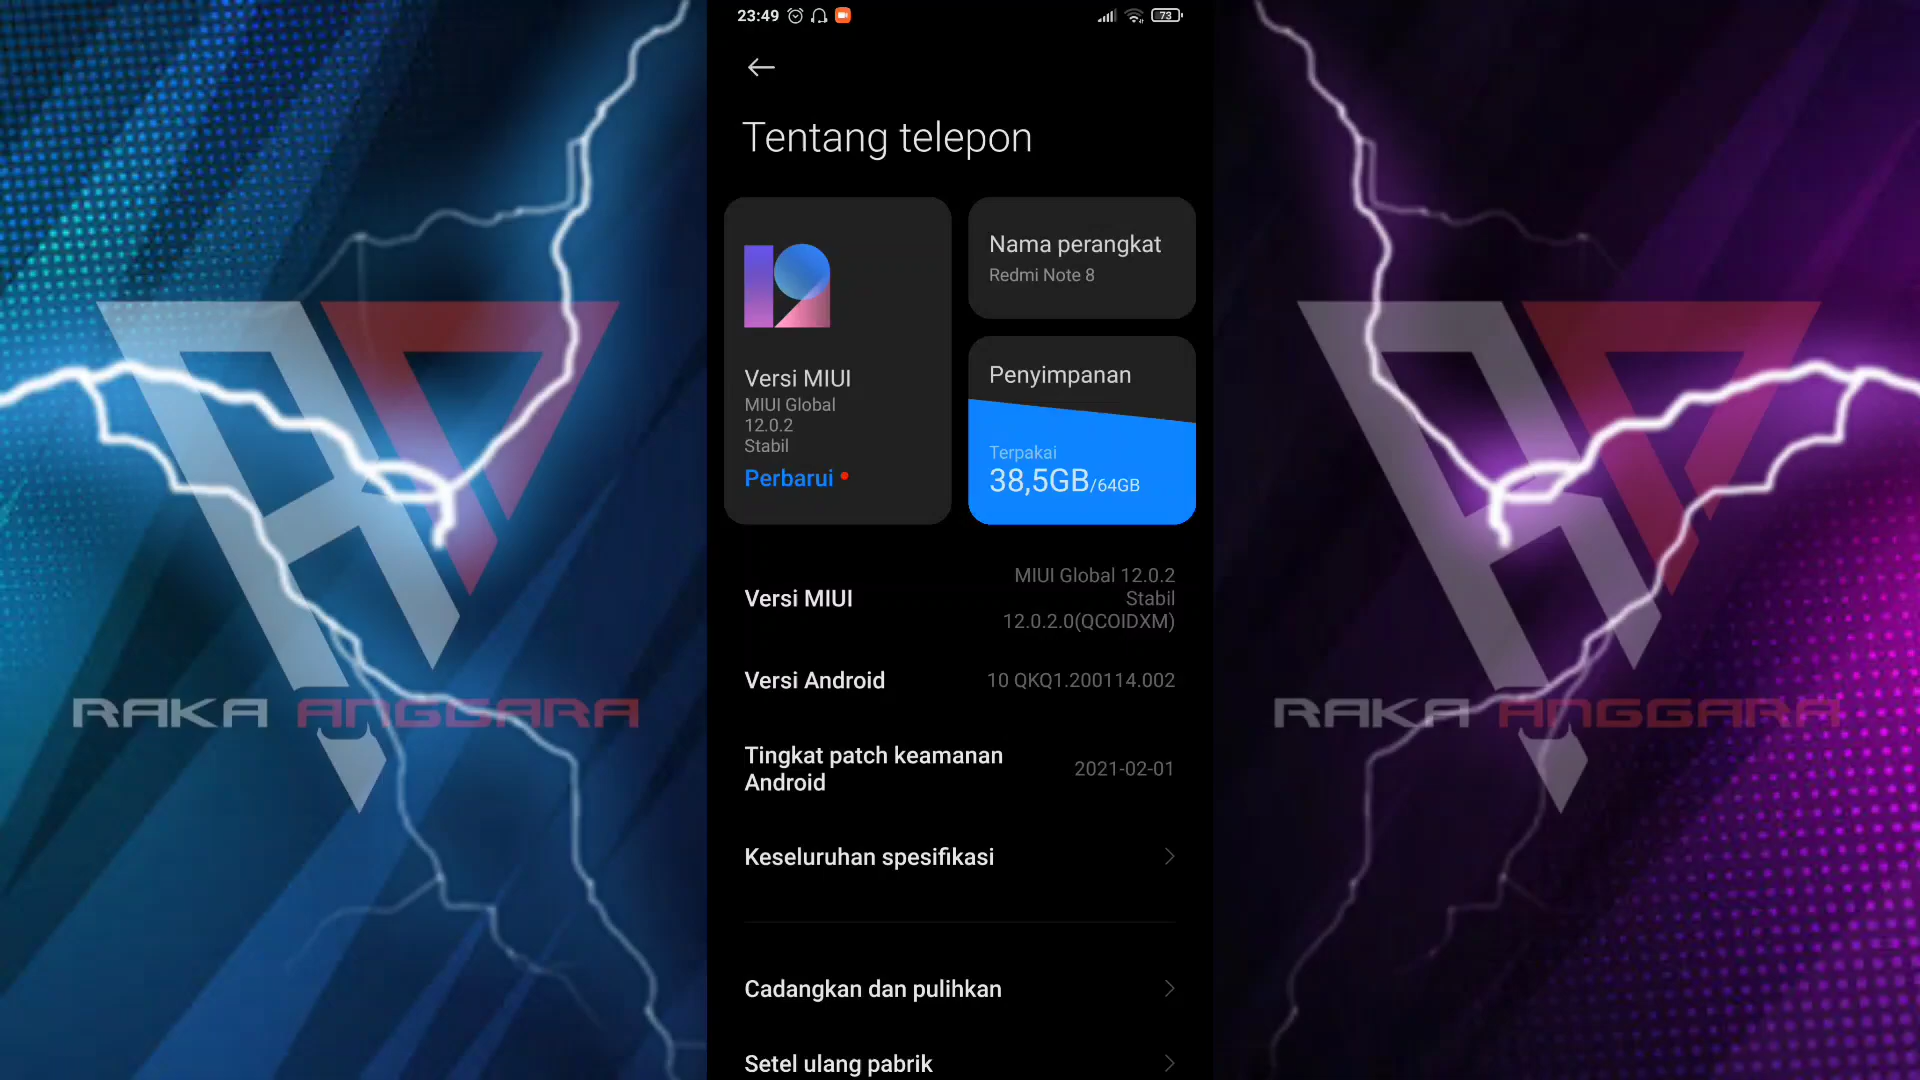 23:49
73
Tentang telepon
Versi MIUI
MIUI Global
12.0.2
Stabil
Perbarui
Nama perangkat
Redmi Note 8
Penyimpanan
Terpakai
38,5GB/64GB
Versi MIUI
MIUI Global 12.0.2
Stabil
12.0.2.0(QCOIDXM)
Versi Android
10 QKQ1.200114.002
Tingkat patch keamanan
Android
2021-02-01
Keseluruhan spesifikasi
Cadangkan dan pulihkan
Setel ulang pabrik
RAKA ANGGARA
RAKA ANGGARA